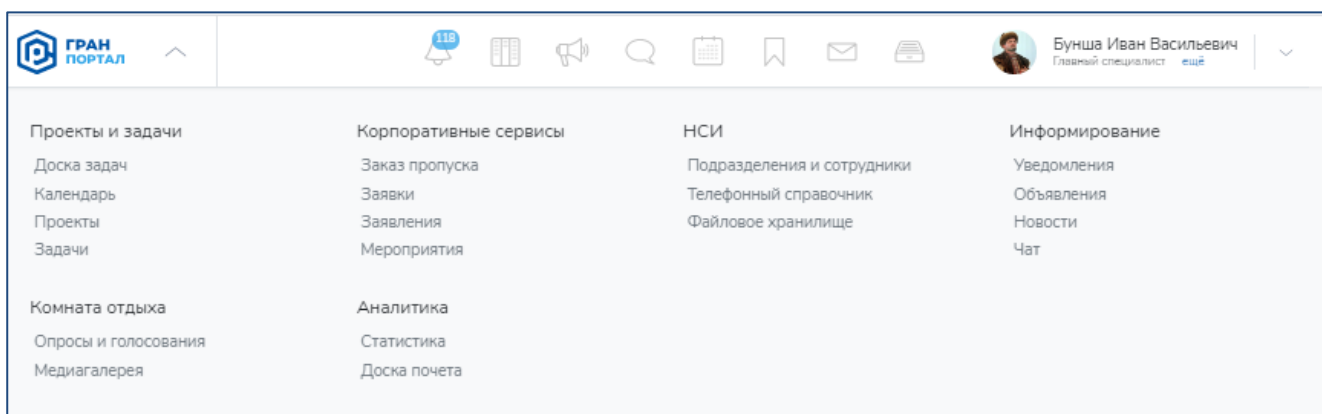 ГРАН
ПОРТАЛ
118
Бунша Иван Васильевич
Главный специалист ещё
Проекты и задачи
Доска задач
Календарь
Проекты
Задачи
Корпоративные сервисы
Заказ пропуска
Заявки
Заявления
Мероприятия
НСИ
Подразделения и сотрудники
Телефонный справочник
Файловое хранилище
Информирование
Уведомления
Объявления
Новости
Чат
Комната отдыха
Опросы и голосования
Медиагалерея
Аналитика
Статистика
Доска почета